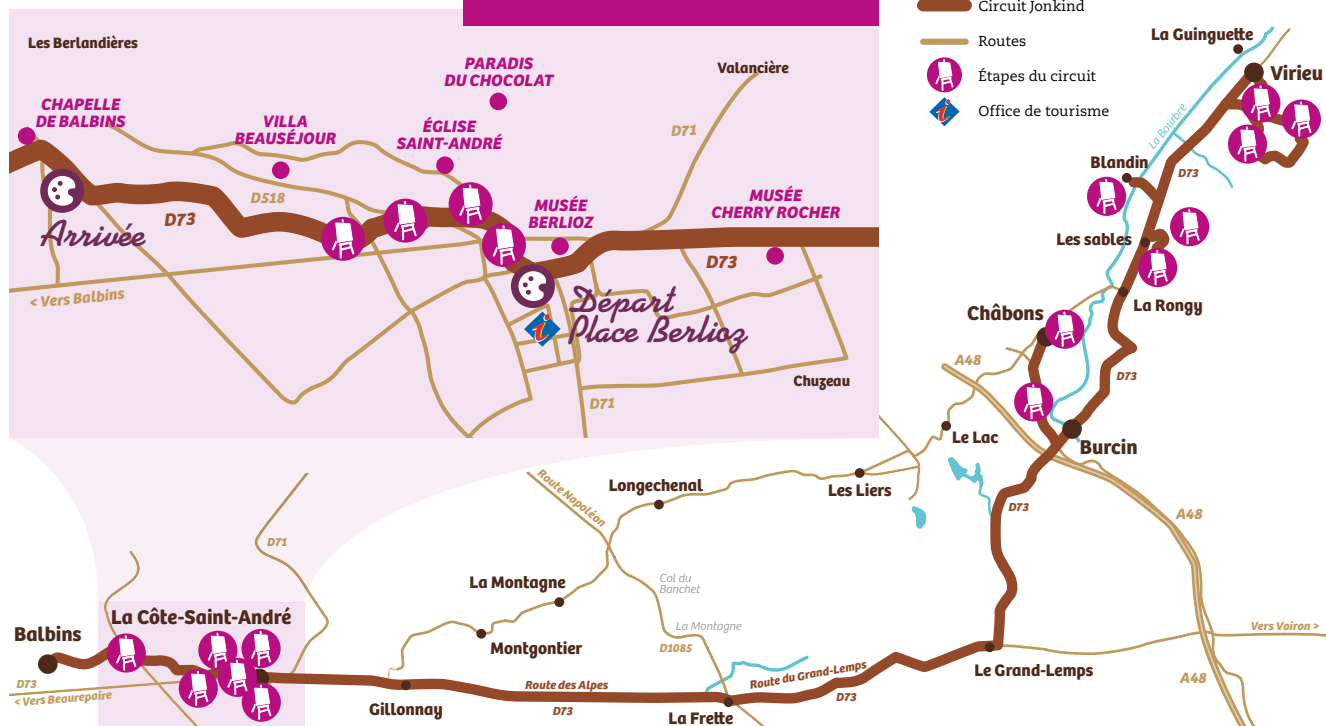 Circuit Jonkind
Routes
Étapes du circuit
Office de tourisme
Les Berlandières
CHAPELLE
DE BALBINS
VILLA
BEAUSÉJOUR
PARADIS
DU CHOCOLAT
ÉGLISE
SAINT-ANDRÉ
Valancière
D71
D518
D73
Arrivée
MUSÉE
BERLIOZ
MUSÉE
CHERRY ROCHER
D73
< Vers Balbins
Départ
Place Berlioz
Chuzeau
D71
La Guinguette
Virieu
La Bourbre
D73
Blandin
Les sables
La Rongy
Châbons
A48
D73
Burcin
Le Lac
Les Liers
Longechenal
Route Napoléon
D73
A48
D71
La Montagne
Col du
Banchet
La Montagne
D1085
Montgontier
La Côte-Saint-André
Balbins
D73
< Vers Beaurepaire
Gillonnay
Route des Alpes
D73
La Frette
Route du Grand-Lemps
D73
Le Grand-Lemps
Vers Voiron >
A48